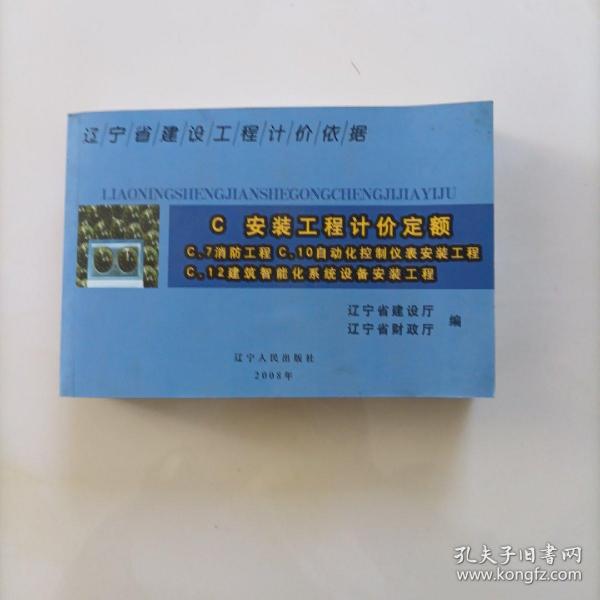 辽/宁/省/建/设/工/程/计/价/依/据
LIAONINGSHENGJIANSHEGONGCHENGJIJIAYIJU
C 安装工程计价定额
C.7消防工程 C.10自动化控制仪表安装工程
C.12建筑智能化系统设备安装工程
辽宁省建设厅
辽宁省财政厅 编
辽宁人民出版社
2008年
孔夫子旧书网
www.kongfz.com